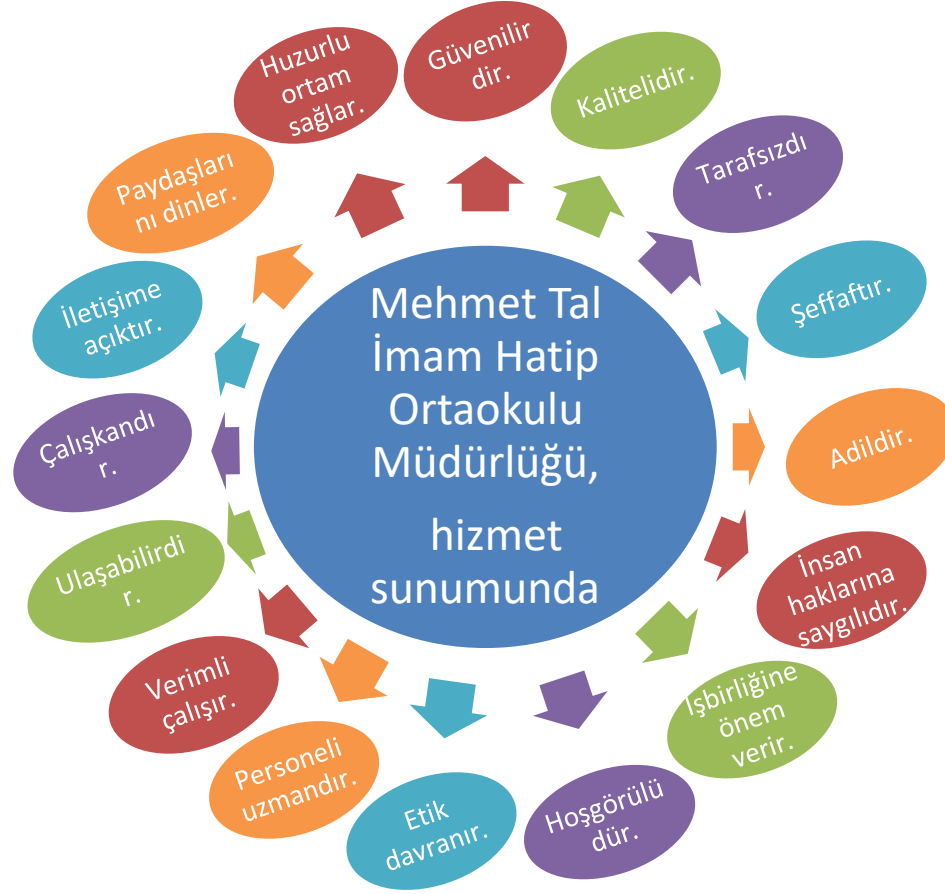 Mehmet Tal
İmam Hatip
Ortaokulu
Müdürlüğü,
hizmet
sunumunda
Güvenilir
dir.
Kalitelidir.
Tarafsızdı
r.
Şeffaftır.
Adildir.
İnsan
haklarına
saygılıdır.
İşbirliğine
önem
verir.
Hoşgörülü
dür.
Etik
davranır.
Personeli
uzmandır.
Verimli
çalışır.
Ulaşabilirdi
r.
Çalışkandı
r.
İletişime
açıktır.
Paydaşları
nı dinler.
Huzurlu
ortam
sağlar.